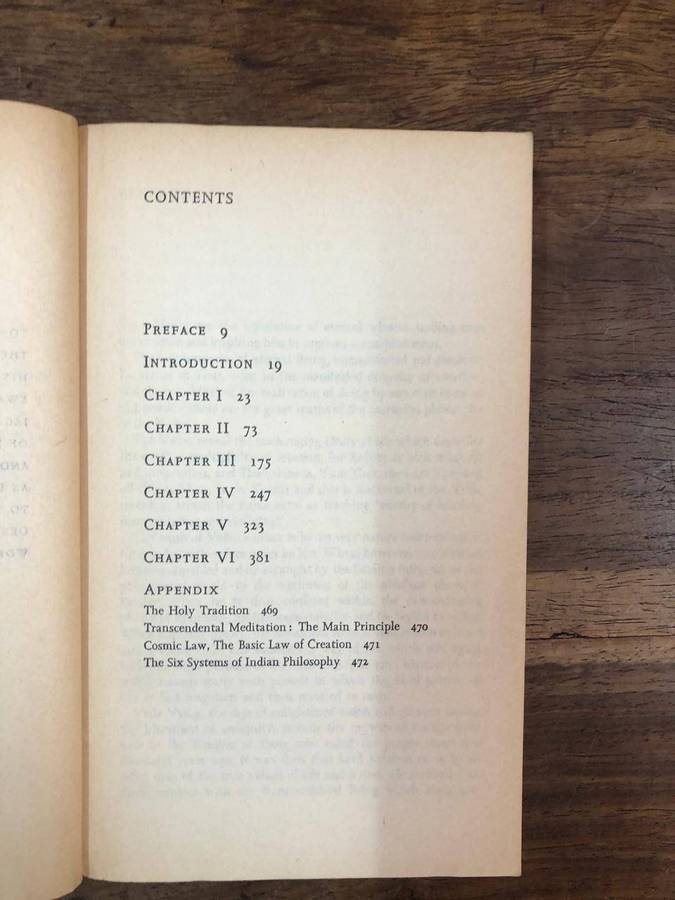 CONTENTS
PREFACE 9
INTRODUCTION 19
CHAPTER I 23
CHAPTER II 73
CHAPTER III 175
CHAPTER IV 247
CHAPTER V 323
CHAPTER VI 381
APPENDIX
The Holy Tradition 469
Transcendental Meditation: The Main Principle 470
Cosmic Law, The Basic Law of Creation 471
The Six Systems of Indian Philosophy 472